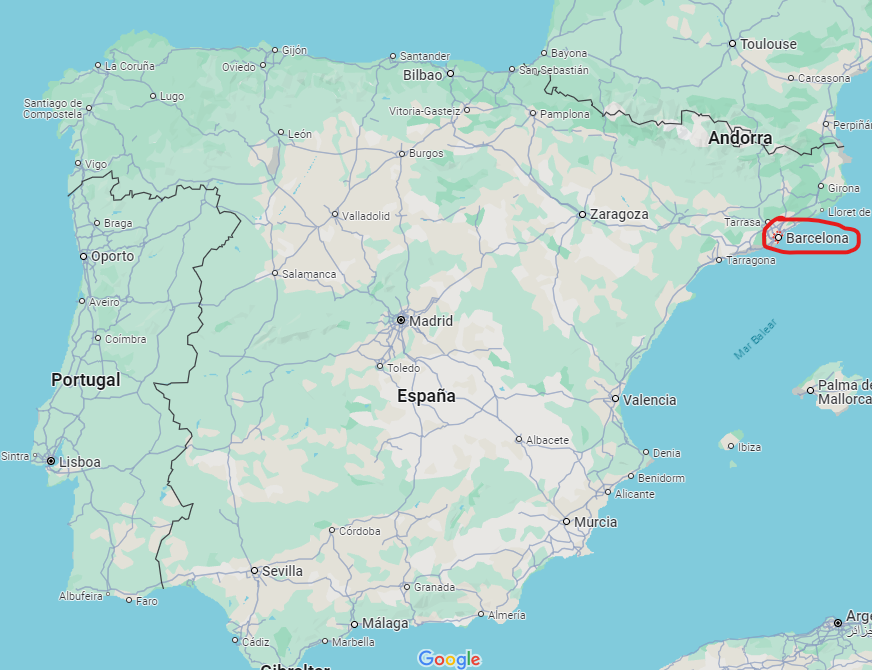 Gijón
Bayona
Toulouse
La Coruña
Oviedo
Santander
Bilbao
San Sebastián
Carcasona
Lugo
Santiago de
Compostela
Vitoria-Gasteiz
Pamplona
Perpiñán
León
Andorra
Vigo
Burgos
Girona
Braga
Valladolid
Zaragoza
Tarrasa
Lloret de
Barcelona
Oporto
Tarragona
Salamanca
Aveiro
Madrid
Mar Balear
Coímbra
Toledo
Portugal
España
Palma de
Mallorca
Valencia
Albacete
Ibiza
Sintra
Lisboa
Denia
Benidorm
Alicante
Murcia
Córdoba
Sevilla
Granada
Albufeira
Faro
Almería
Málaga
Cádiz
Marbella
Google
Gibraltar
Arge